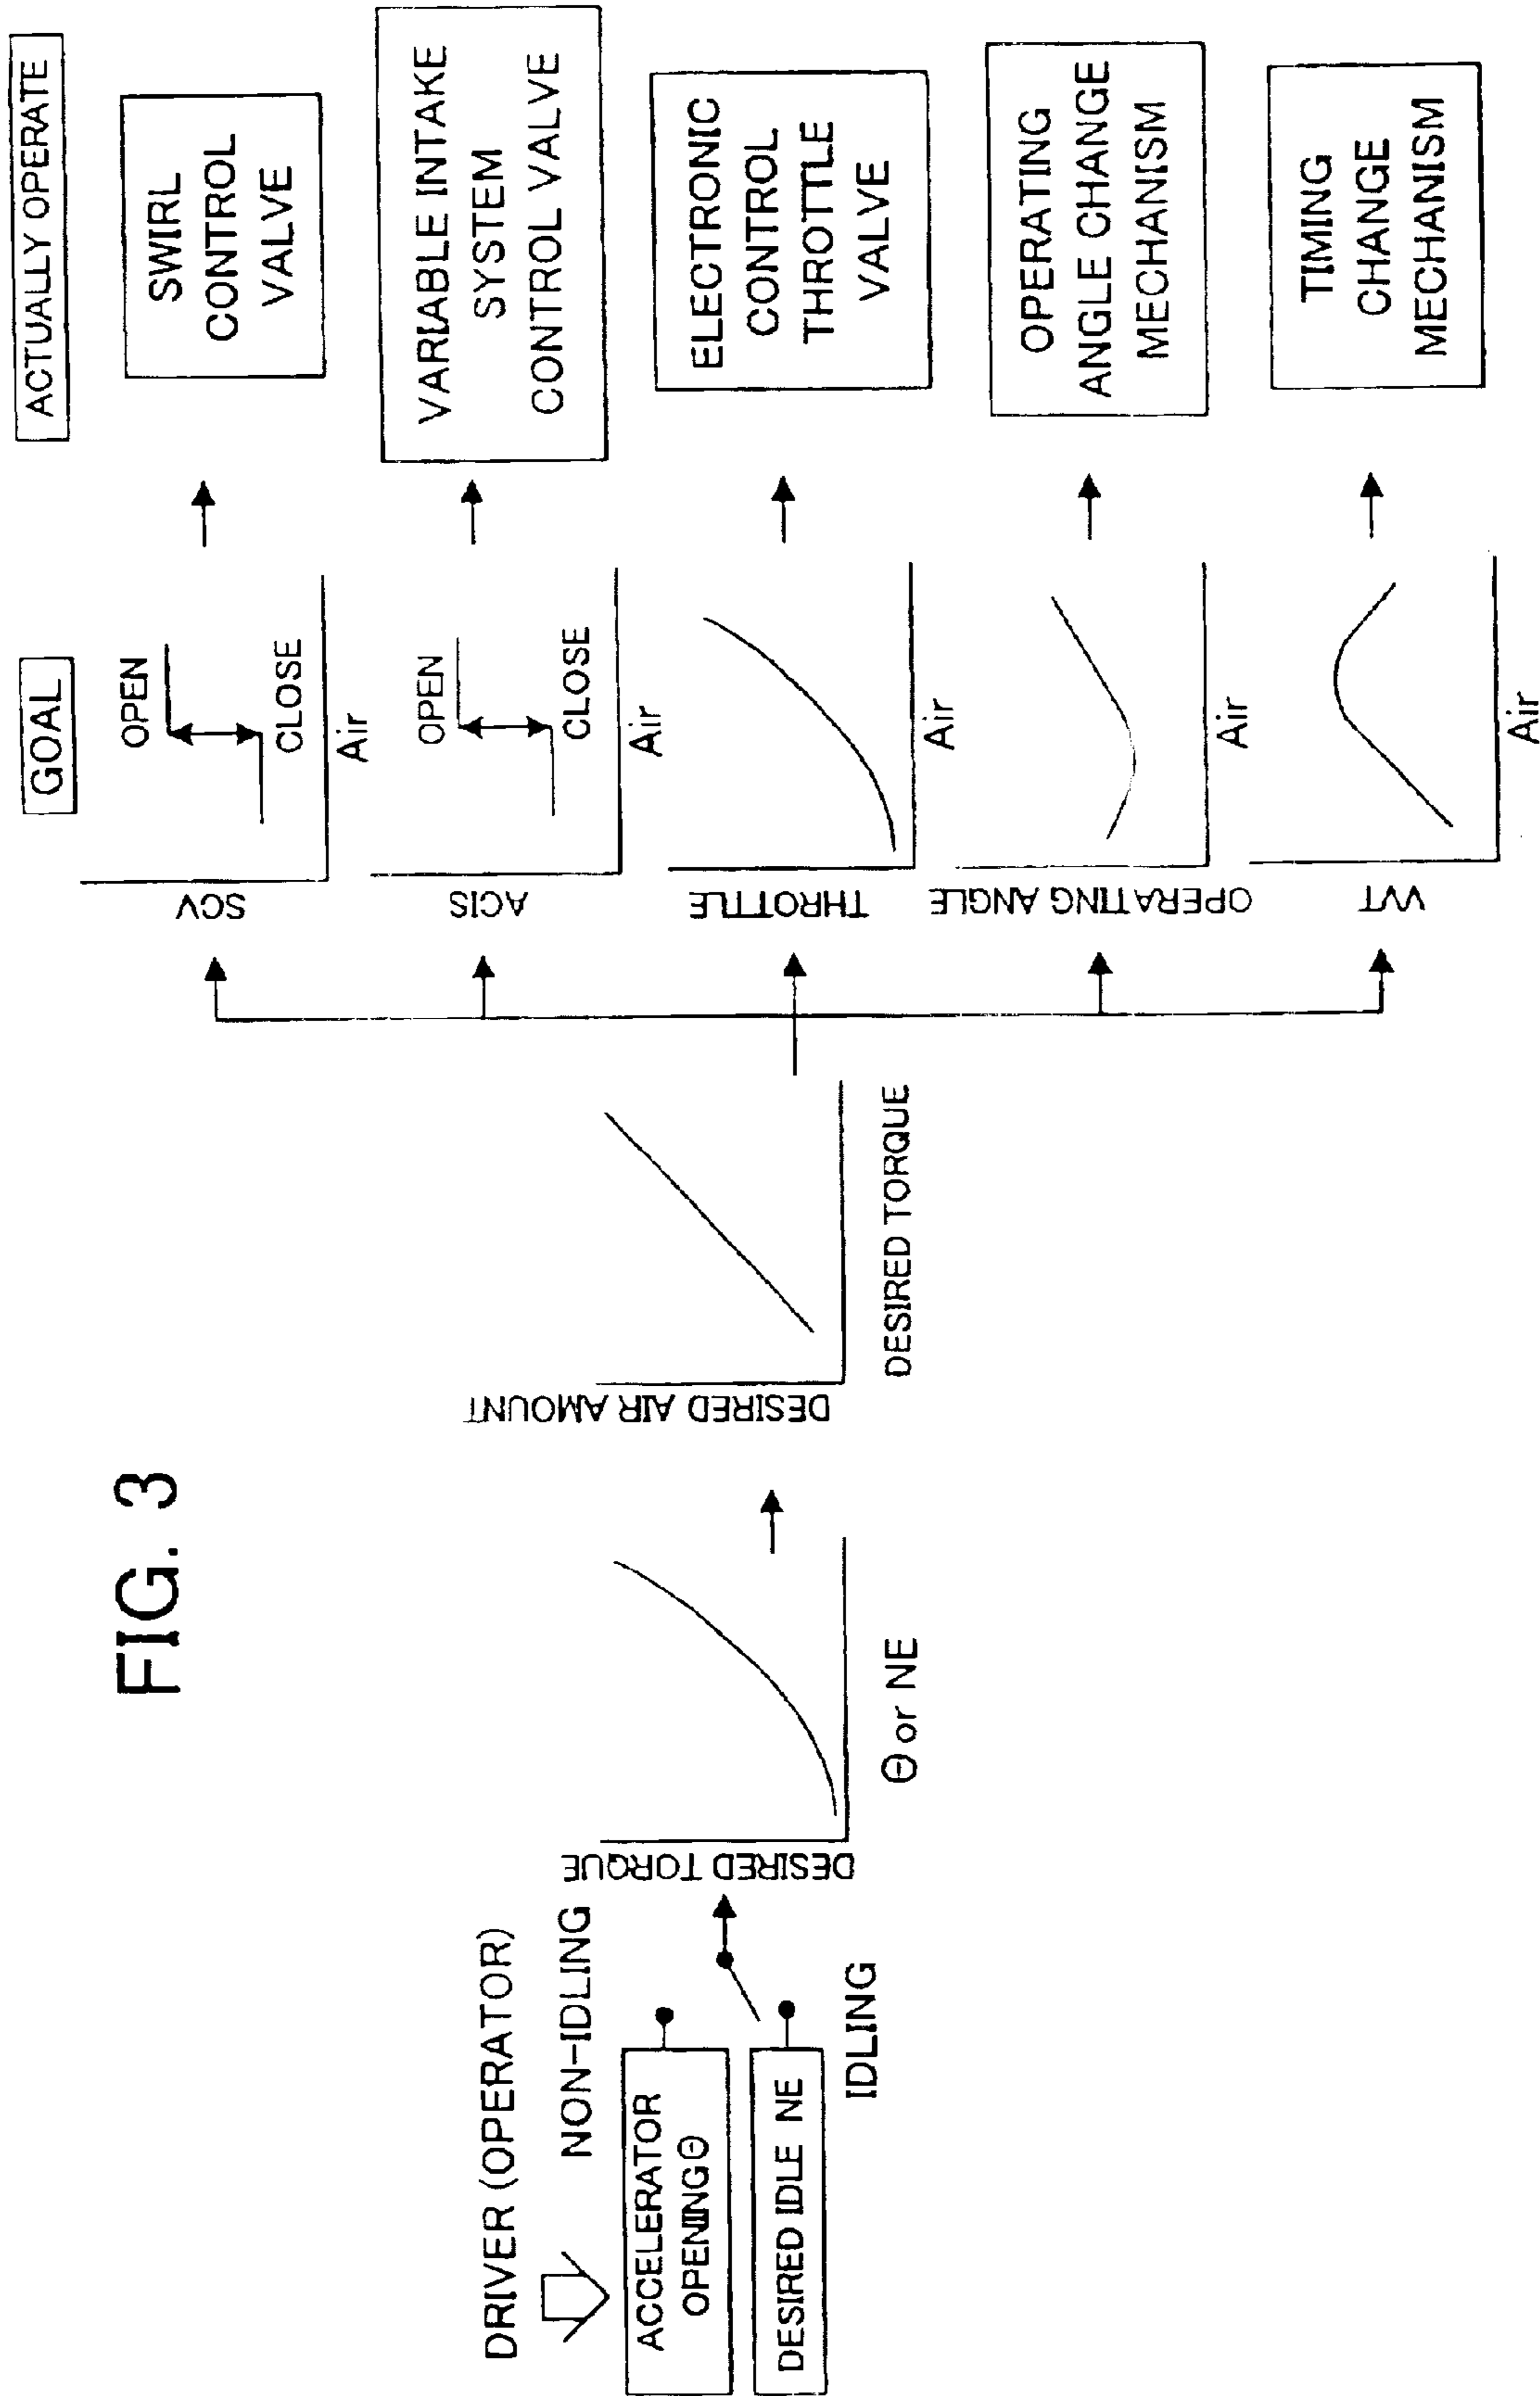 FIG. 3
DRIVER (OPERATOR)
NON-IDLING
ACCELERATOR
OPENINGΘ
DESIRED IDLE NE
IDLING
DESIRED TORQUE
Θ or NE
DESIRED AIR AMOUNT
DESIRED TORQUE
GOAL
ACTUALLY OPERATE
SCV
OPEN
CLOSE
Air
SWIRL
CONTROL
VALVE
ACIS
OPEN
CLOSE
Air
VARIABLE INTAKE
SYSTEM
CONTROL VALVE
THROTTLE
Air
ELECTRONIC
CONTROL
THROTTLE
VALVE
OPERATING ANGLE
Air
OPERATING
ANGLE CHANGE
MECHANISM
VVT
Air
TIMING
CHANGE
MECHANISM